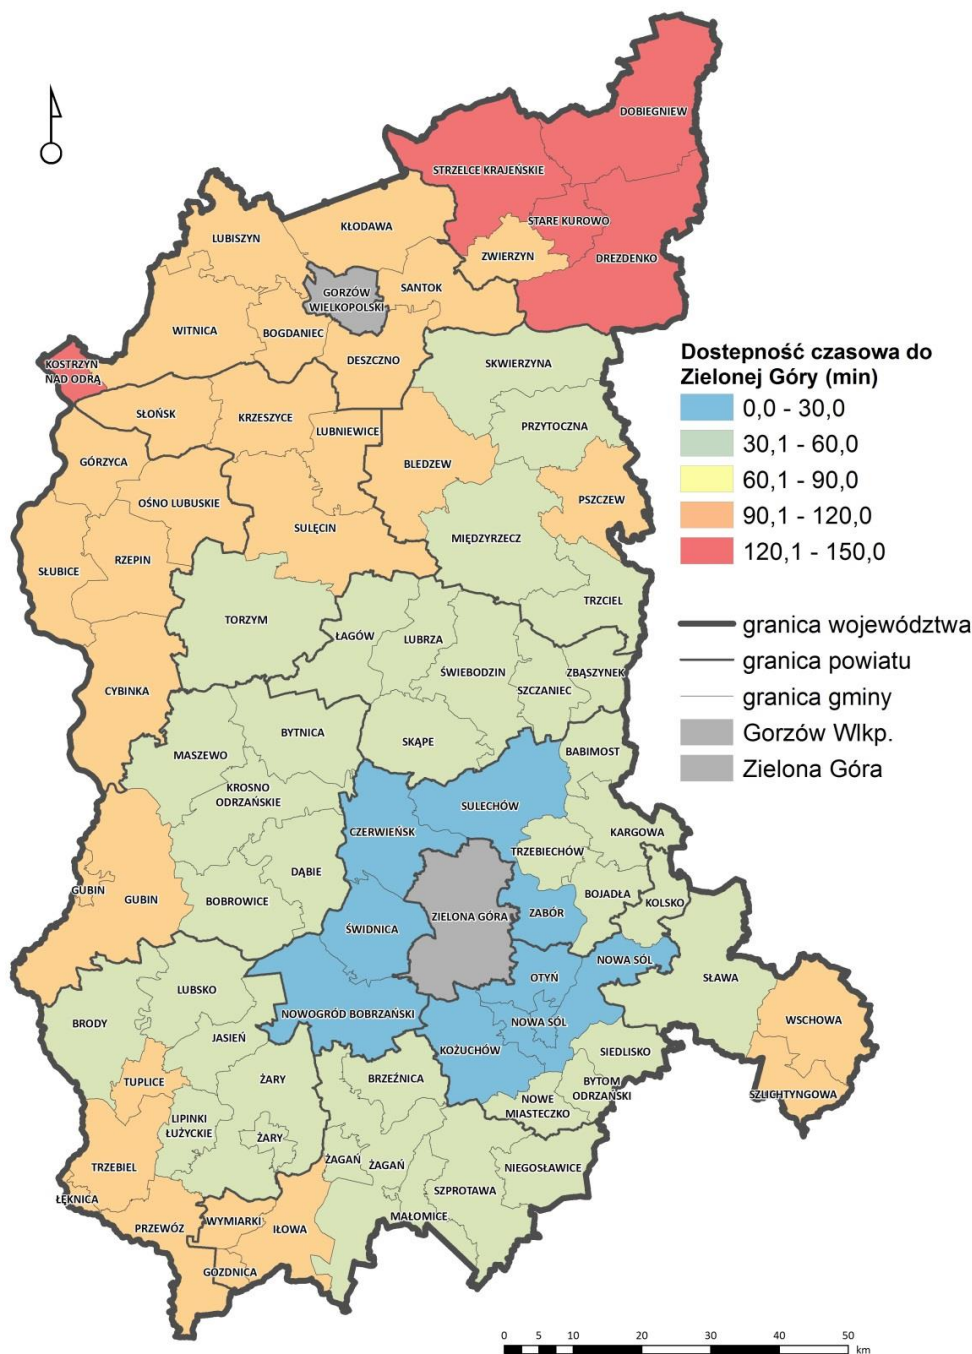 DOBIEGNIEW
STRZELCE KRAJEŃSKIE
STARE KUROWO
KŁODAWA
LUBISZYN
ZWIERZYN
DREZDENKO
SANTOK
GORZÓW
WIELKOPOLSKI
WITNICA
BOGDANIEC
DESZCZNO
KOSTRZYN
NAD ODRĄ
SKWIERZYNA
SŁOŃSK
KRZESZYCE
LUBNIEWICE
PRZYTOCZNA
GÓRZYCA
BLEDZEW
OŚNO LUBUSKIE
PSZCZEW
SULĘCIN
MIĘDZYRZECZ
RZEPIN
SŁUBICE
TRZCIEL
TORZYM
ŁAGÓW
LUBRZA
ŚWIEBODZIN
ZBĄSZYNEK
SZCZANIEC
CYBINKA
BYTNICA
SKĄPE
MASZEWO
BABIMOST
KROSNO
ODRZAŃSKIE
SULECHÓW
CZERWIEŃSK
KARGOWA
TRZEBIECHÓW
DĄBIE
GUBIN
GUBIN
BOBROWICE
BOJADŁA
KOLSKO
ZIELONA GÓRA
ZABÓR
ŚWIDNICA
NOWA SÓL
OTYŃ
SŁAWA
LUBSKO
BRODY
NOWOGRÓD BOBRZAŃSKI
NOWA SÓL
WSCHOWA
JASIEŃ
KOŻUCHÓW
SIEDLISKO
TUPLICE
ŻARY
BRZEŹNICA
BYTOM
ODRZAŃSKI
NOWE
MIASTECZKO
SZLICHTYNGOWA
LIPINKI
ŁUŻYCKIE
ŻARY
ŻAGAŃ
ŻAGAŃ
TRZEBIEL
NIEGOSŁAWICE
SZPROTAWA
ŁĘKNICA
MAŁOMICE
PRZEWÓZ
WYMIARKI
IŁOWA
GOZDNICA
Dostepność czasowa do
Zielonej Góry (min)
0,0 - 30,0
30,1 - 60,0
60,1 - 90,0
90,1 - 120,0
120,1 - 150,0
granica województwa
granica powiatu
granica gminy
Gorzów Wlkp.
Zielona Góra
0 5 10 20 30 40 50
km